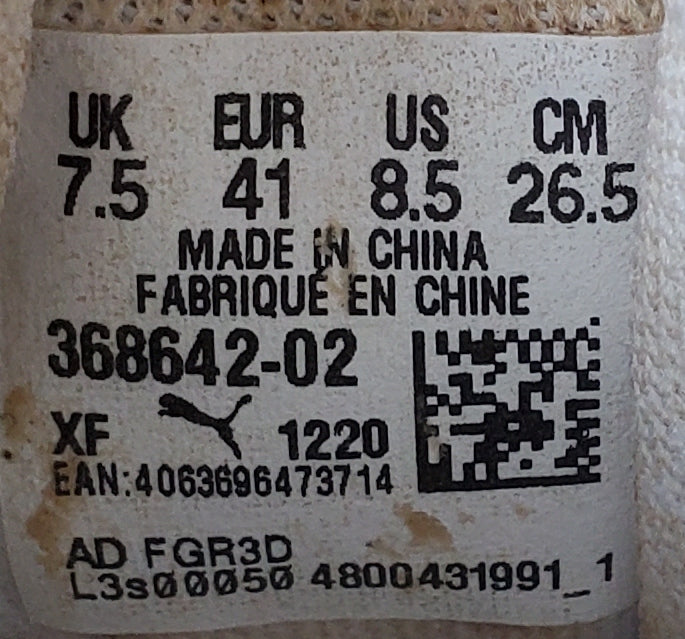 UK EUR US CM
7.5 41 8.5 26.5
MADE IN CHINA
FABRIQUÉ EN CHINE
368642-02
XF 1220
EAN:4063696473714
AD FGR3D
L3s00050 4800431991_1